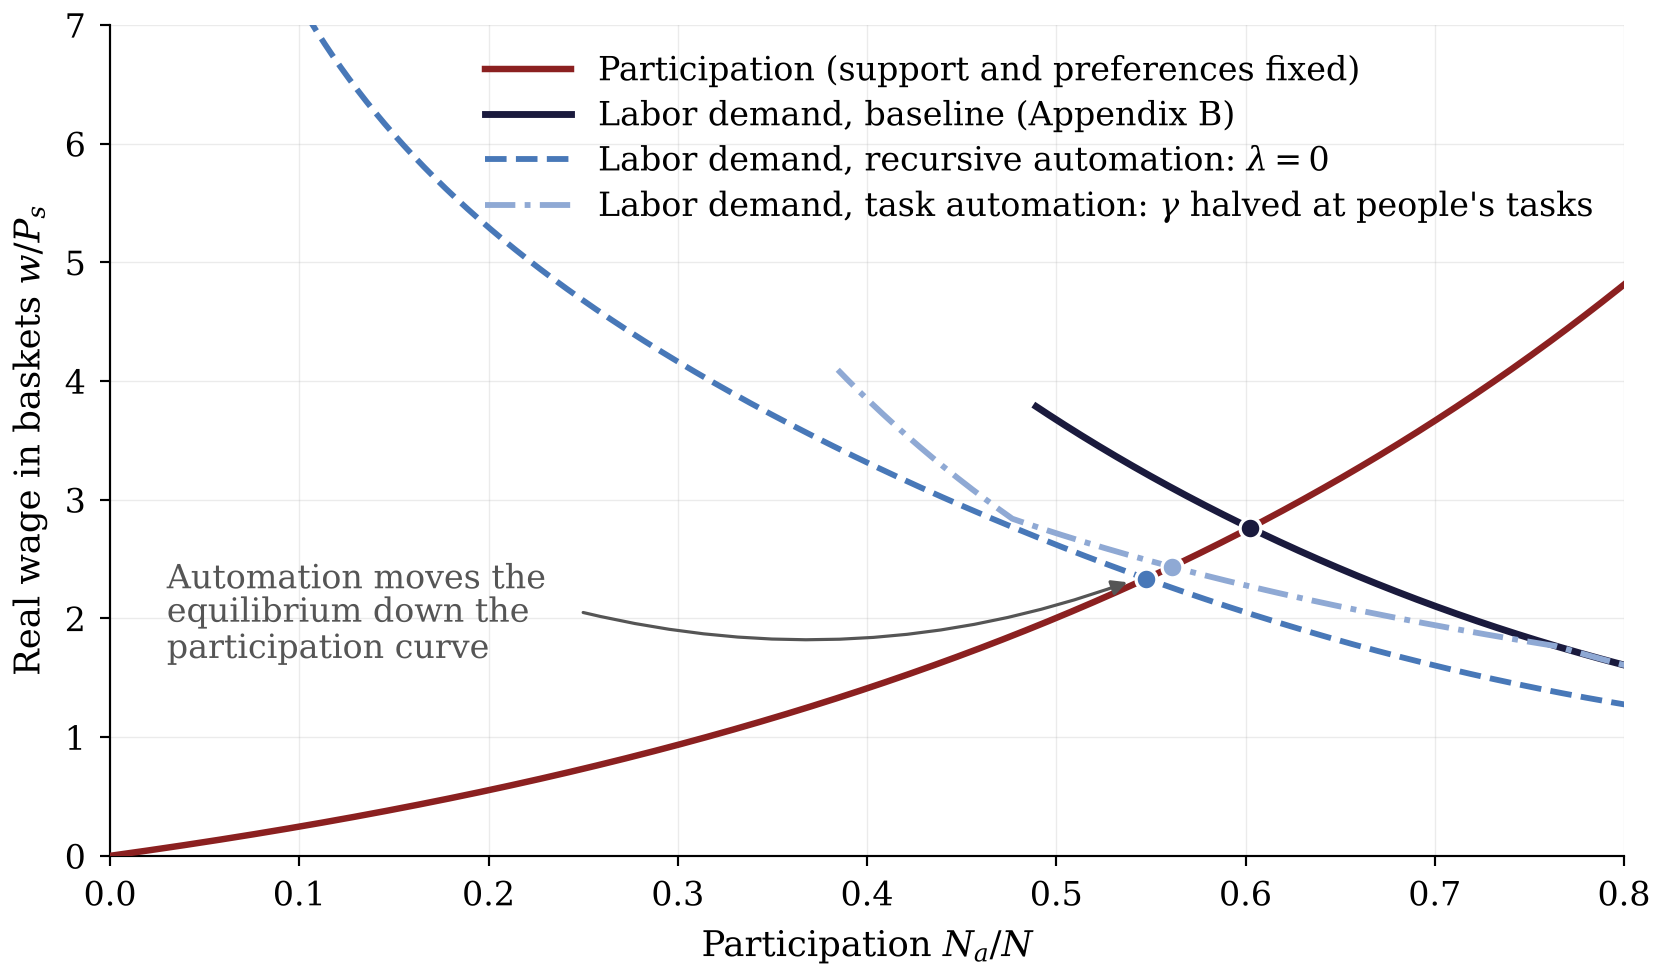 7
6
5
4
3
2
1
0
Real wage in baskets w/Pₛ
Participation (support and preferences fixed)
Labor demand, baseline (Appendix B)
Labor demand, recursive automation: λ = 0
Labor demand, task automation: γ halved at people's tasks
Automation moves the
equilibrium down the
participation curve
0.0 0.1 0.2 0.3 0.4 0.5 0.6 0.7 0.8
Participation Nₐ/N